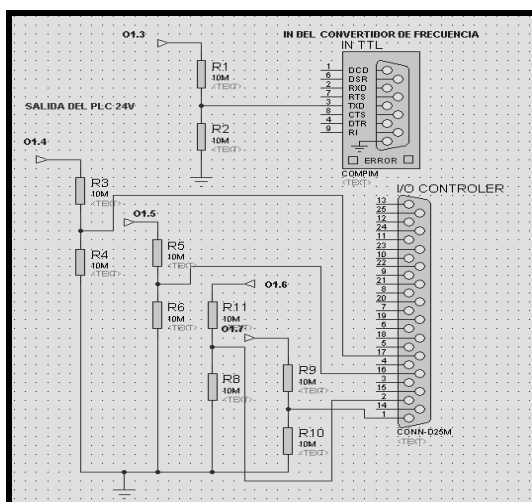 O1.3
IN BEL CONVERTIDOR DE FRECUENCIA
IN TTL
R1
10M
<TEXT>
1 DCD
6 DSR
2 RXD
7 RTS
3 TXD
8 CTS
4 DTR
9 RI
ERROR
COMPIM
<TEXT>
R2
10M
<TEXT>
SALIDA DEL PLC 24V
O1.4
R3
10M
<TEXT>
R4
10M
<TEXT>
O1.5
R5
10M
<TEXT>
R6
10M
<TEXT>
O1.6
R11
10M
<TEXT>
O1.7
R8
10M
<TEXT>
R9
10M
<TEXT>
R10
10M
<TEXT>
I/O CONTROLER
13
25
12
24
11
23
10
22
9
21
8
20
7
19
6
18
5
17
4
16
3
15
2
14
1
CONN-D25M
<TEXT>